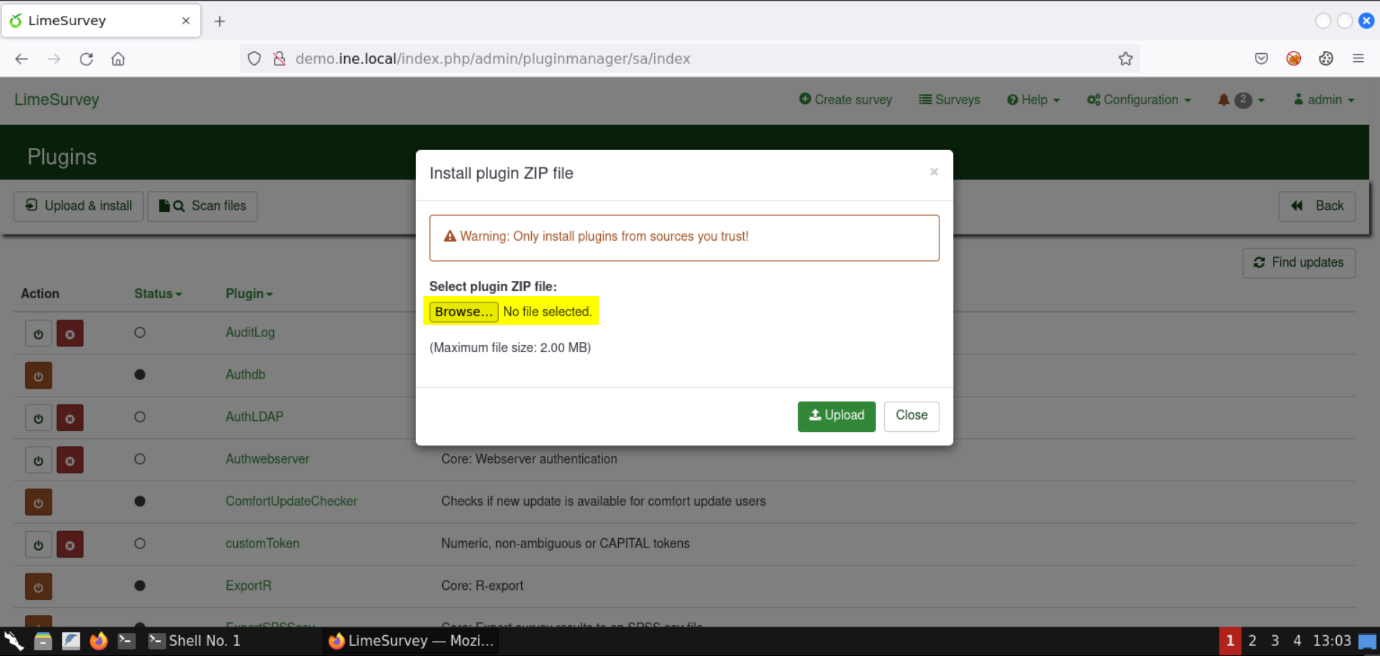 LimeSurvey
demo.ine.local/index.php/admin/pluginmanager/sa/index
LimeSurvey Create survey Surveys Help Configuration 2 admin
Plugins
Upload & install Scan files Back
Find updates
Install plugin ZIP file
Warning: Only install plugins from sources you trust!
Select plugin ZIP file:
Browse... No file selected.
(Maximum file size: 2.00 MB)
Upload Close
Action Status Plugin
AuditLog
Authdb
AuthLDAP
Authwebserver Core: Webserver authentication
ComfortUpdateChecker Checks if new update is available for comfort update users
customToken Numeric, non-ambiguous or CAPITAL tokens
ExportR Core: R-export
Shell No. 1 LimeSurvey — Mozi... 1 2 3 4 13:03